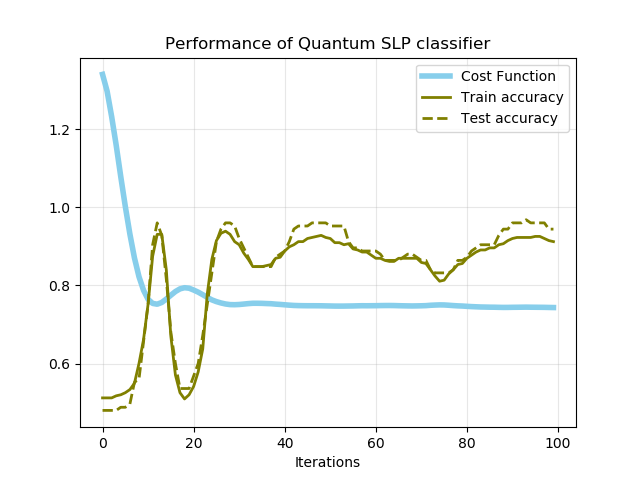 Performance of Quantum SLP classifier
Cost Function
Train accuracy
Test accuracy
1.2
1.0
0.8
0.6
0 20 40 60 80 100
Iterations